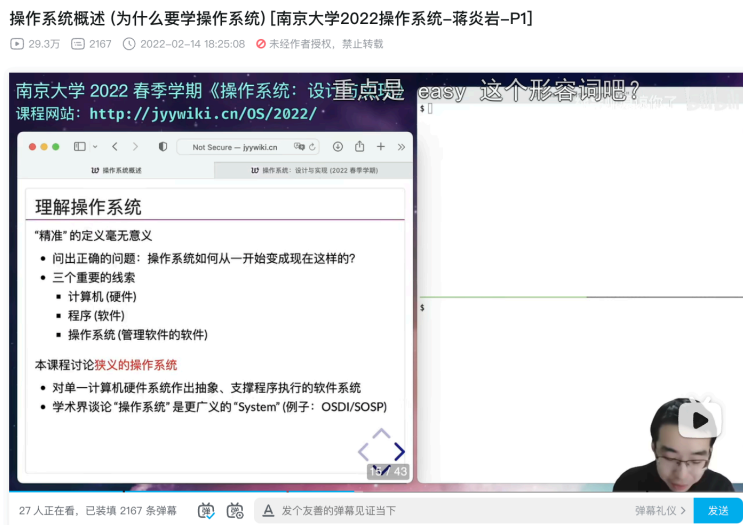 操作系统概述 (为什么要学操作系统) [南京大学2022操作系统-蒋炎岩-P1]
29.3万 2167 2022-02-14 18:25:08 未经作者授权，禁止转载
南京大学 2022 春季学期《操作系统：设计
重点是 easy 这个形容词吧？
课程网站：http://jyywiki.cn/OS/2022/
Not Secure — jyywiki.cn
操作系统概述
操作系统：设计与实现 (2022 春季学期)
$
理解操作系统
“精准” 的定义毫无意义
• 问出正确的问题：操作系统如何从一开始变成现在这样的?
• 三个重要的线索
▪ 计算机 (硬件)
▪ 程序 (软件)
▪ 操作系统 (管理软件的软件)
$
本课程讨论狭义的操作系统
• 对单一计算机硬件系统作出抽象、支撑程序执行的软件系统
• 学术界谈论 “操作系统” 是更广义的 “System” (例子：OSDI/SOSP)
15 / 43
27 人正在看，已装填 2167 条弹幕
弹
弹
A
发个友善的弹幕见证当下
弹幕礼仪 >
发送